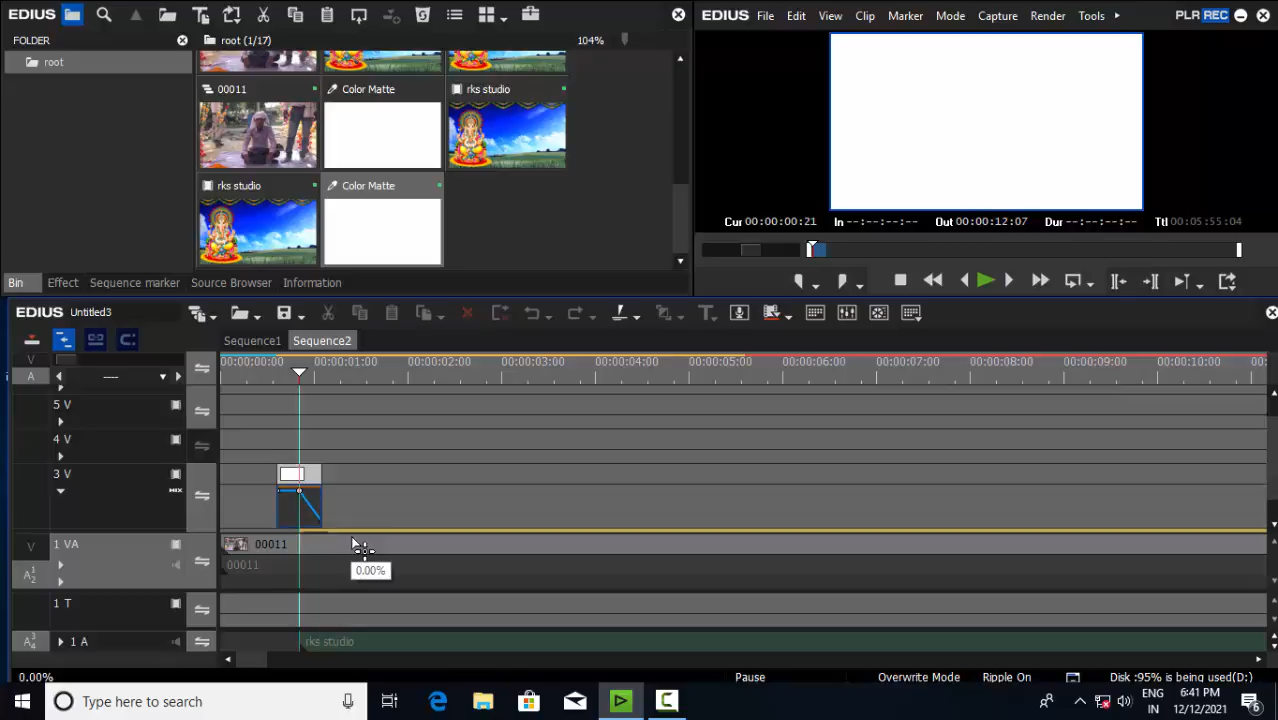 EDIUS File Edit View Clip Marker Mode Capture Render Tools PLR REC
FOLDER root (1/17) 104%
root
00011 Color Matte rks studio
rks studio Color Matte
Cur 00:00:00:21 In --:--:--:-- Out 00:00:12:07 Dur --:--:--:-- Ttl 00:05:55:04
Bin Effect Sequence marker Source Browser Information
EDIUS Untitled3
Sequence1 Sequence2
V 00:00:00:00 00:00:01:00 00:00:02:00 00:00:03:00 00:00:04:00 00:00:05:00 00:00:06:00 00:00:07:00 00:00:08:00 00:00:09:00 00:00:10:00 00:
A ----
5 V
4 V
3 V
MIX
V 1 VA 00011
A 1 2 00011
0.00%
1 T
A 3 4 1 A rks studio
0.00% Pause Overwrite Mode Ripple On Disk :95% is being used(D:)
Type here to search ENG 6:41 PM
IN 12/12/2021 6